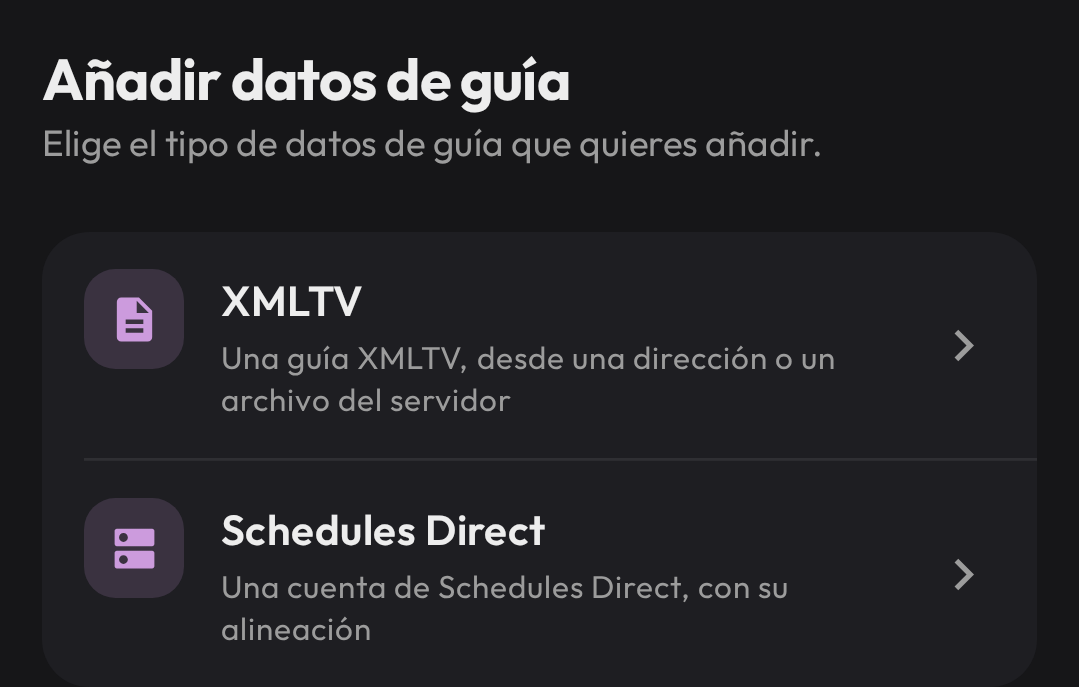 Añadir datos de guía
Elige el tipo de datos de guía que quieres añadir.
XMLTV
Una guía XMLTV, desde una dirección o un
archivo del servidor
Schedules Direct
Una cuenta de Schedules Direct, con su
alineación